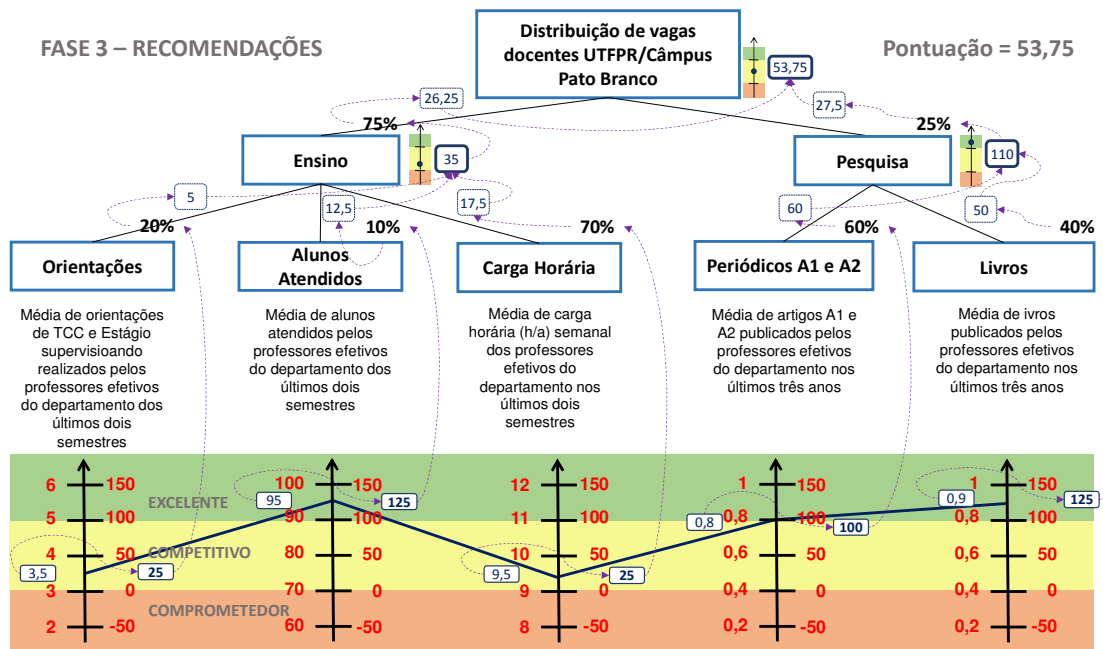 FASE 3 – RECOMENDAÇÕES
Distribuição de vagas
docentes UTFPR/Câmpus
Pato Branco
Pontuação = 53,75
53,75
26,25
27,5
75%
25%
Ensino
35
Pesquisa
110
5
12,5
17,5
60
50
20%
10%
70%
60%
40%
Orientações
Alunos
Atendidos
Carga Horária
Periódicos A1 e A2
Livros
Média de orientações
de TCC e Estágio
supervisioando
realizados pelos
professores efetivos
do departamento dos
últimos dois
semestres
Média de alunos
atendidos pelos
professores efetivos
do departamento dos
últimos dois
semestres
Média de carga
horária (h/a) semanal
dos professores
efetivos do
departamento nos
últimos dois
semestres
Média de artigos A1 e
A2 publicados pelos
professores efetivos
do departamento nos
últimos três anos
Média de ivros
publicados pelos
professores efetivos
do departamento nos
últimos três anos
EXCELENTE
COMPETITIVO
COMPROMETEDOR
6 150
5 100
4 50
3 0
2 -50
3,5
25
100 150
90 100
80 50
70 0
60 -50
95
125
12 150
11 100
10 50
9 0
8 -50
9,5
25
1 150
0,8 100
0,6 50
0,4 0
0,2 -50
0,8
100
1 150
0,8 100
0,6 50
0,4 0
0,2 -50
0,9
125